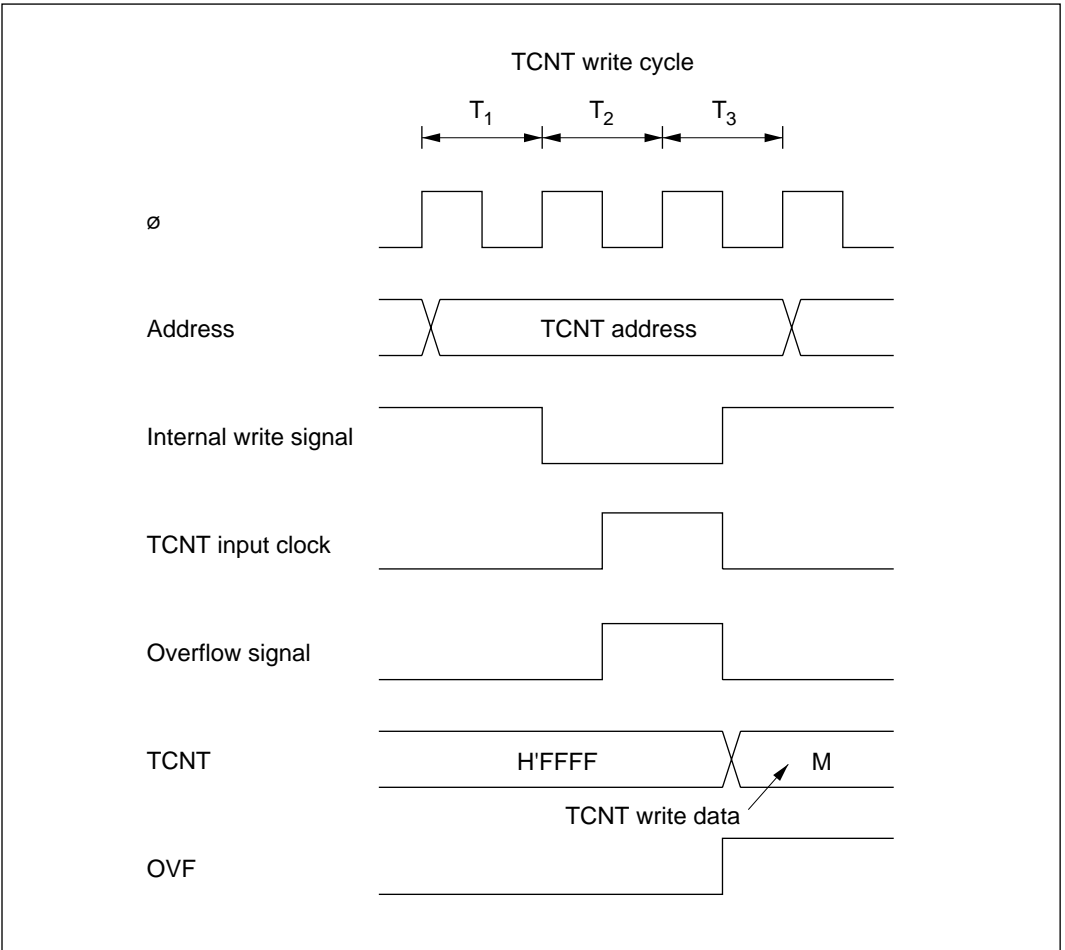 TCNT write cycle
T1 T2 T3
ø
Address
TCNT address
Internal write signal
TCNT input clock
Overflow signal
TCNT
H'FFFF
M
TCNT write data
OVF